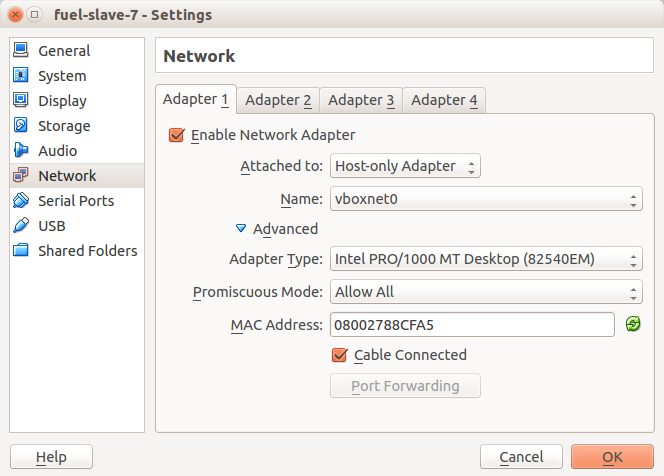 fuel-slave-7 - Settings
General
System
Display
Storage
Audio
Network
Serial Ports
USB
Shared Folders
Network
Adapter 1 Adapter 2 Adapter 3 Adapter 4
Enable Network Adapter
Attached to: Host-only Adapter
Name: vboxnet0
Advanced
Adapter Type: Intel PRO/1000 MT Desktop (82540EM)
Promiscuous Mode: Allow All
MAC Address: 08002788CFA5
Cable Connected
Port Forwarding
Help Cancel OK